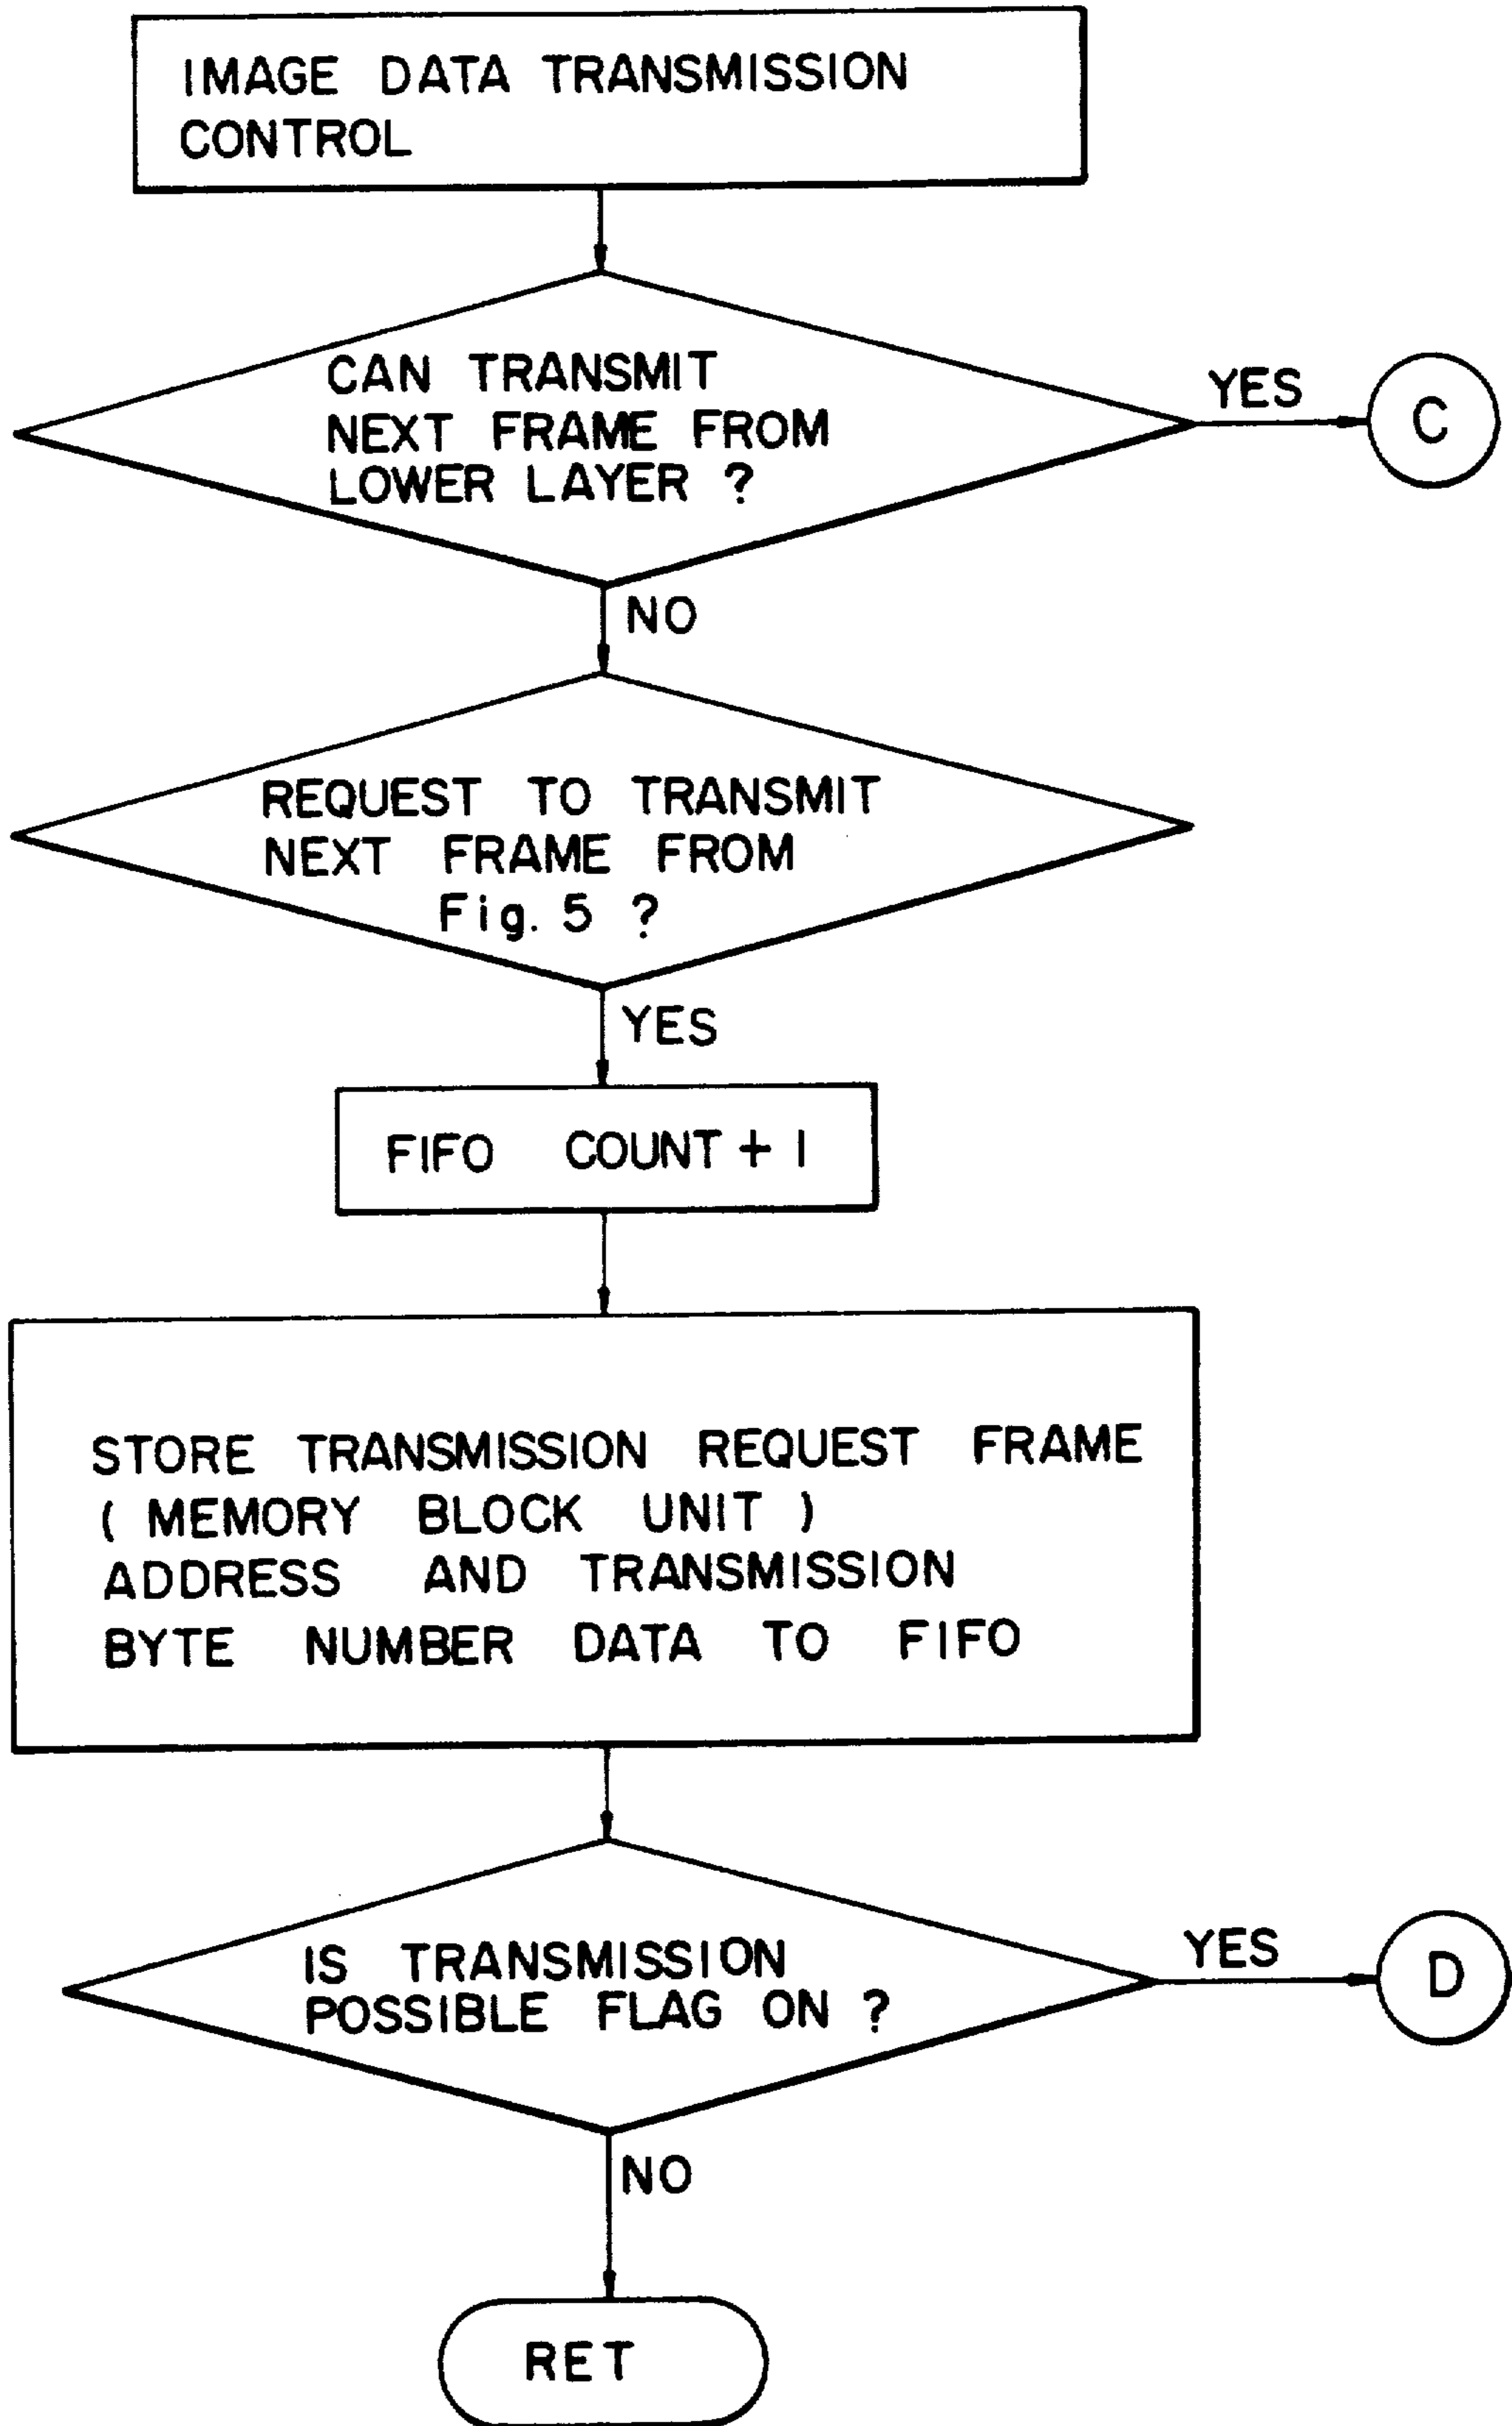 IMAGE DATA TRANSMISSION
CONTROL
CAN TRANSMIT
NEXT FRAME FROM
LOWER LAYER ?
YES
C
NO
REQUEST TO TRANSMIT
NEXT FRAME FROM
Fig. 5 ?
YES
FIFO COUNT + 1
STORE TRANSMISSION REQUEST FRAME
( MEMORY BLOCK UNIT )
ADDRESS AND TRANSMISSION
BYTE NUMBER DATA TO FIFO
IS TRANSMISSION
POSSIBLE FLAG ON ?
YES
D
NO
RET